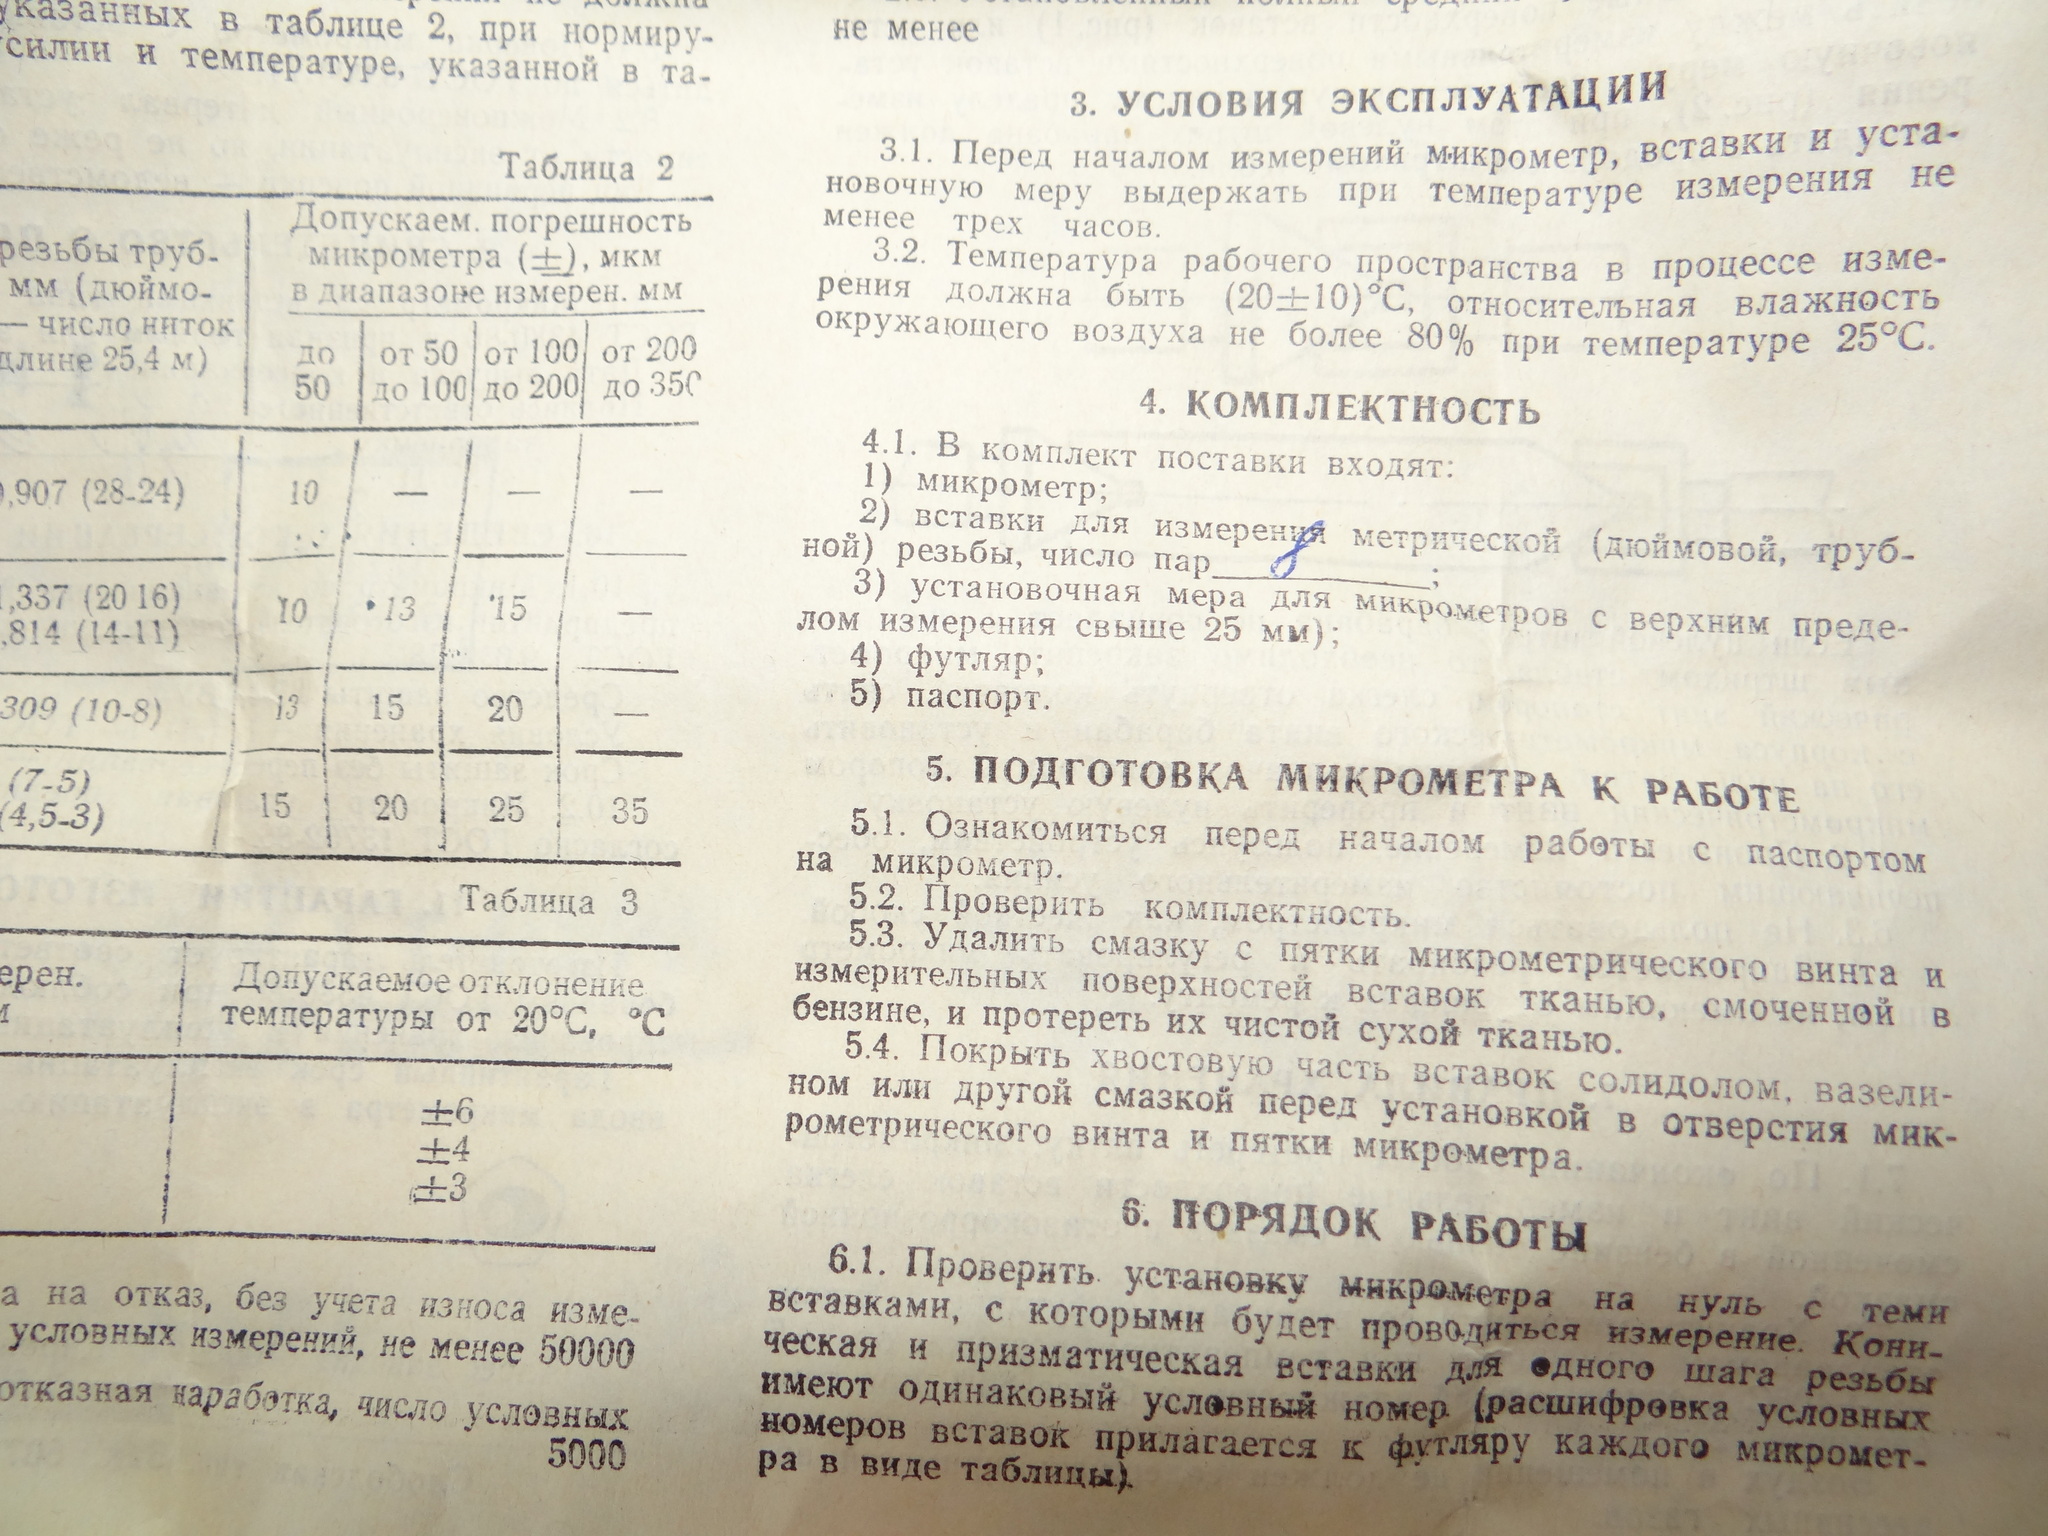 указанных в таблице 2, при нормиру-
силии и температуре, указанной в та-
Таблица 2
резьбы труб-
мм (дюймо-
— число ниток
длине 25,4 м)
Допускаем. погрешность
микрометра (±), мкм
в диапазоне измерен. мм
до 50
от 50 до 100
от 100 до 200
от 200 до 350
,907 (28-24) 10 — — —
1,337 (20 16)
,814 (14-11) 10 13 15 —
309 (10-8) 13 15 20 —
(7-5)
(4,5-3) 15 20 25 35
Таблица 3
ерен.
Допускаемое отклонение
температуры от 20°С, °С
±6
±4
±3
а на отказ, без учета износа изме-
условных измерений, не менее 50000
отказная наработка, число условных
5000
не менее
3. УСЛОВИЯ ЭКСПЛУАТАЦИИ
3.1. Перед началом измерений микрометр, вставки и уста-
новочную меру выдержать при температуре измерения не
менее трех часов.
3.2. Температура рабочего пространства в процессе изме-
рения должна быть (20±10)°С, относительная влажность
окружающего воздуха не более 80% при температуре 25°С.
4. КОМПЛЕКТНОСТЬ
4.1. В комплект поставки входят:
1) микрометр;
2) вставки для измерения метрической (дюймовой, труб-
ной) резьбы, число пар 8 ;
3) установочная мера для микрометров с верхним преде-
лом измерения свыше 25 мм);
4) футляр;
5) паспорт.
5. ПОДГОТОВКА МИКРОМЕТРА К РАБОТЕ
5.1. Ознакомиться перед началом работы с паспортом
на микрометр.
5.2. Проверить комплектность.
5.3. Удалить смазку с пятки микрометрического винта и
измерительных поверхностей вставок тканью, смоченной в
бензине, и протереть их чистой сухой тканью.
5.4. Покрыть хвостовую часть вставок солидолом, вазели-
ном или другой смазкой перед установкой в отверстия мик-
рометрического винта и пятки микрометра.
6. ПОРЯДОК РАБОТЫ
6.1. Проверить установку микрометра на нуль с теми
вставками, с которыми будет проводиться измерение. Кони-
ческая и призматическая вставки для одного шага резьбы
имеют одинаковый условный номер (расшифровка условных
номеров вставок прилагается к футляру каждого микромет-
ра в виде таблицы).